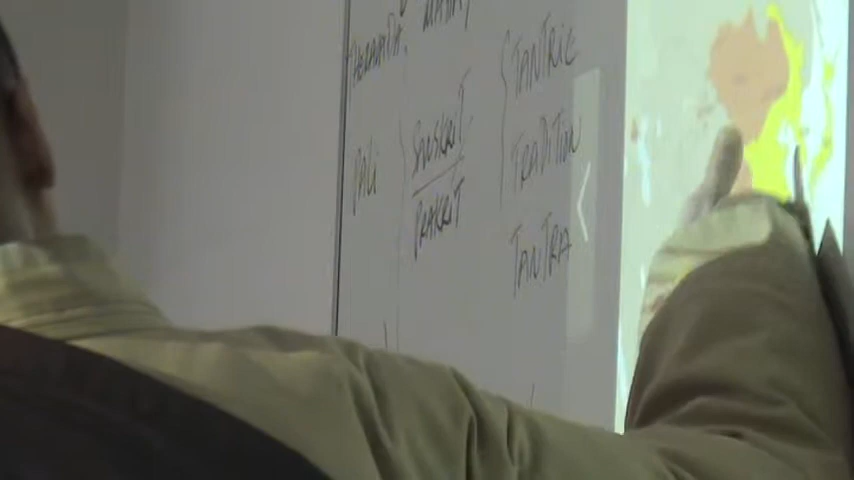 SANSKRIT
PRAKRIT
PALI
TANTRIC
TRADITION
TANTRA